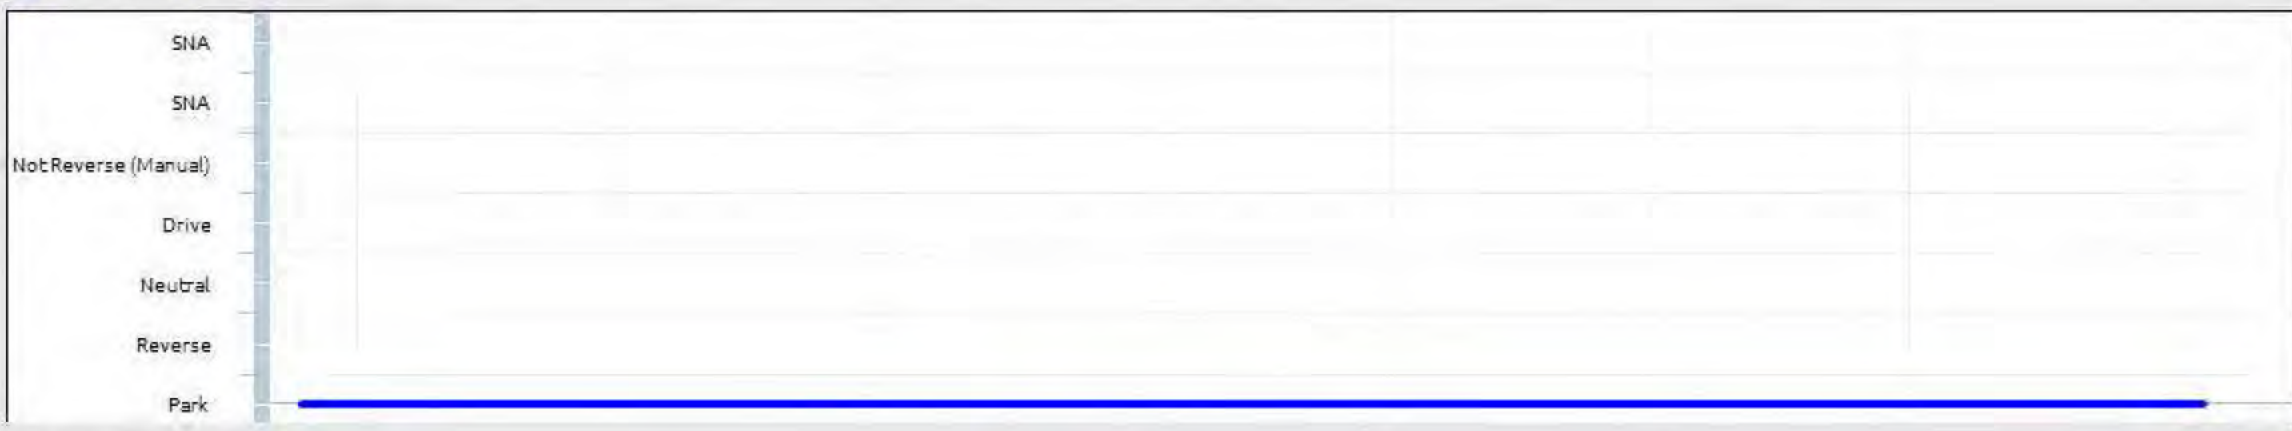 SNA
SNA
Not Reverse (Manual)
Drive
Neutral
Reverse
Park